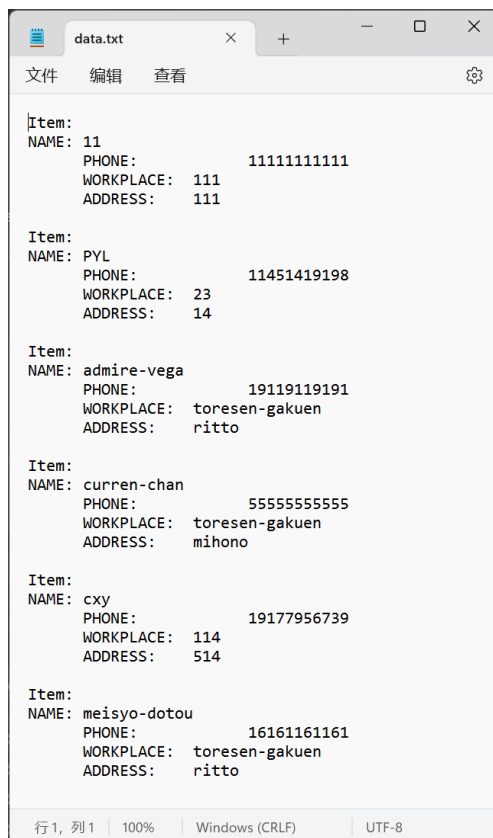 data.txt
文件 编辑 查看
Item:
NAME: 11
PHONE: 11111111111
WORKPLACE: 111
ADDRESS: 111
Item:
NAME: PYL
PHONE: 11451419198
WORKPLACE: 23
ADDRESS: 14
Item:
NAME: admire-vega
PHONE: 19119119191
WORKPLACE: toresen-gakuen
ADDRESS: ritto
Item:
NAME: curren-chan
PHONE: 55555555555
WORKPLACE: toresen-gakuen
ADDRESS: mihono
Item:
NAME: cxy
PHONE: 19177956739
WORKPLACE: 114
ADDRESS: 514
Item:
NAME: meisyo-dotou
PHONE: 16161161161
WORKPLACE: toresen-gakuen
ADDRESS: ritto
行 1, 列 1 100% Windows (CRLF) UTF-8